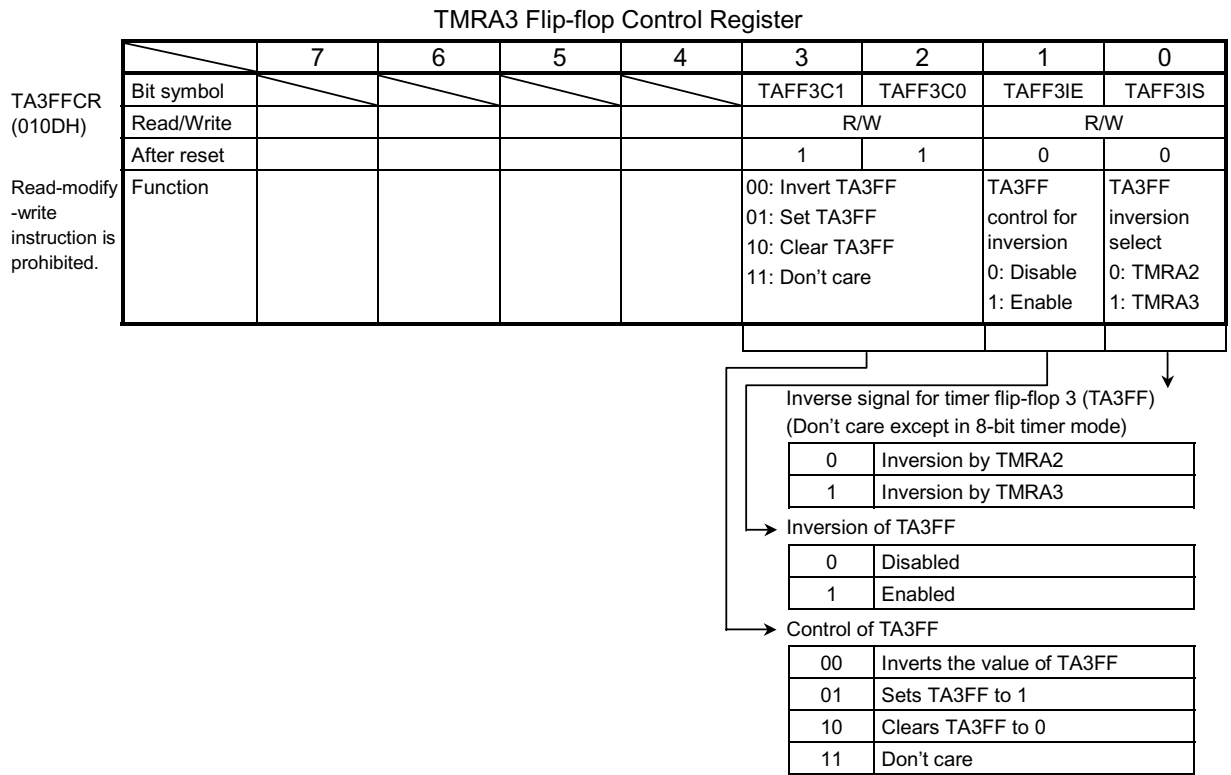 TMRA3 Flip-flop Control Register
7 6 5 4 3 2 1 0
TA3FFCR
(010DH)
Bit symbol TAFF3C1 TAFF3C0 TAFF3IE TAFF3IS
Read/Write R/W R/W
After reset 1 1 0 0
Read-modify
-write
instruction is
prohibited.
Function
00: Invert TA3FF
01: Set TA3FF
10: Clear TA3FF
11: Don't care
TA3FF
control for
inversion
0: Disable
1: Enable
TA3FF
inversion
select
0: TMRA2
1: TMRA3
Inverse signal for timer flip-flop 3 (TA3FF)
(Don't care except in 8-bit timer mode)
0 Inversion by TMRA2
1 Inversion by TMRA3
Inversion of TA3FF
0 Disabled
1 Enabled
Control of TA3FF
00 Inverts the value of TA3FF
01 Sets TA3FF to 1
10 Clears TA3FF to 0
11 Don't care